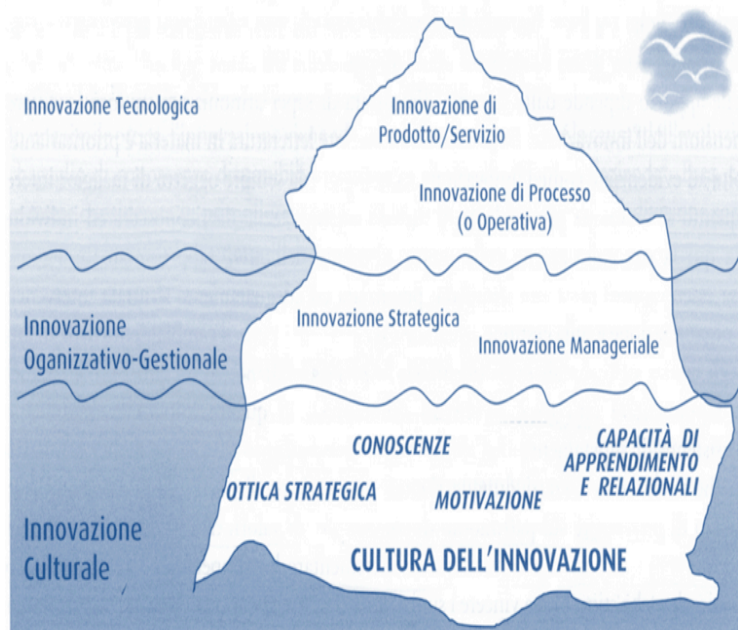 Innovazione Tecnologica
Innovazione di
Prodotto/Servizio
Innovazione di Processo
(o Operativa)
Innovazione
Oganizzativo-Gestionale
Innovazione Strategica
Innovazione Manageriale
CONOSCENZE
CAPACITÀ DI
APPRENDIMENTO
E RELAZIONALI
OTTICA STRATEGICA
MOTIVAZIONE
Innovazione
Culturale
CULTURA DELL'INNOVAZIONE